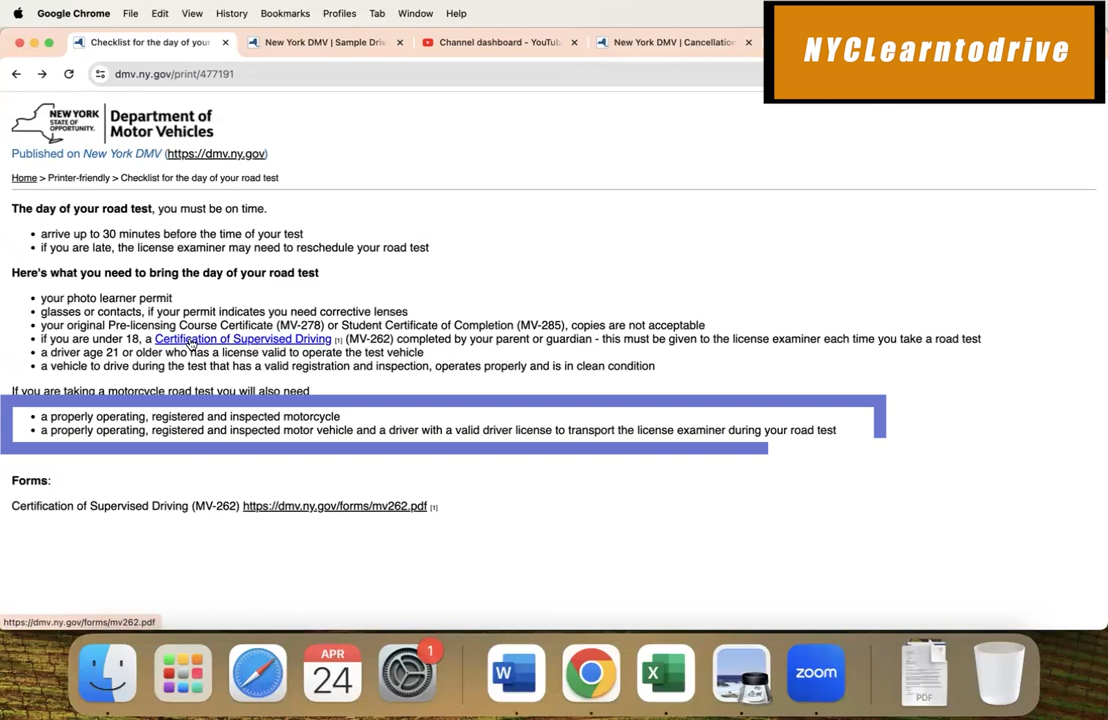 Google Chrome File Edit View History Bookmarks Profiles Tab Window Help
Checklist for the day of your
New York DMV | Sample Dri
Channel dashboard - YouTub
New York DMV | Cancellation
NYCLearntodrive
dmv.ny.gov/print/477191
NEW YORK
STATE OF
OPPORTUNITY.
Department of
Motor Vehicles
Published on New York DMV (https://dmv.ny.gov)
Home > Printer-friendly > Checklist for the day of your road test
The day of your road test, you must be on time.
• arrive up to 30 minutes before the time of your test
• if you are late, the license examiner may need to reschedule your road test
Here's what you need to bring the day of your road test
• your photo learner permit
• glasses or contacts, if your permit indicates you need corrective lenses
• your original Pre-licensing Course Certificate (MV-278) or Student Certificate of Completion (MV-285), copies are not acceptable
• if you are under 18, a Certification of Supervised Driving [1] (MV-262) completed by your parent or guardian - this must be given to the license examiner each time you take a road test
• a driver age 21 or older who has a license valid to operate the test vehicle
• a vehicle to drive during the test that has a valid registration and inspection, operates properly and is in clean condition
If you are taking a motorcycle road test you will also need
• a properly operating, registered and inspected motorcycle
• a properly operating, registered and inspected motor vehicle and a driver with a valid driver license to transport the license examiner during your road test
Forms:
Certification of Supervised Driving (MV-262) https://dmv.ny.gov/forms/mv262.pdf [1]
https://dmv.ny.gov/forms/mv262.pdf
APR
24
1
W
X
zoom
PDF